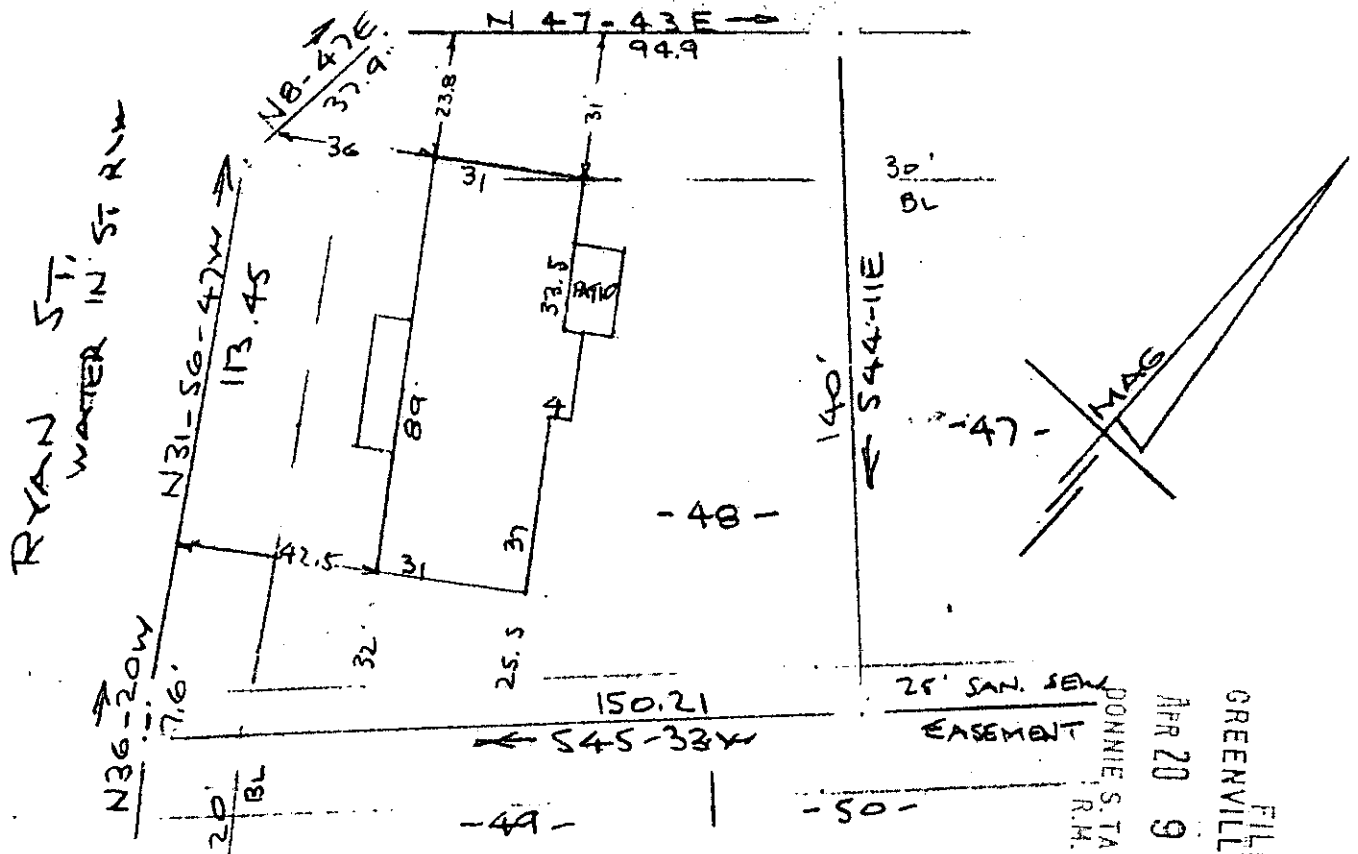 N 47-43 E
94.9
N8-47E
37.9
23.8
31
36
31
30'
BL
RYAN ST.
WATER IN ST R/W
N31-56-47W
113.45
33.5
PATIO
89
4
37
140'
S44-11E
MAG
-47-
-48-
42.5
31
32
25.5
N36-20W
7.6'
150.21
S45-33W
25' SAN. SEW
EASEMENT
20'
BL
-49-
-50-
FIL
GREENVILL
APR 20 9
DONNIE S. TA
R.M.